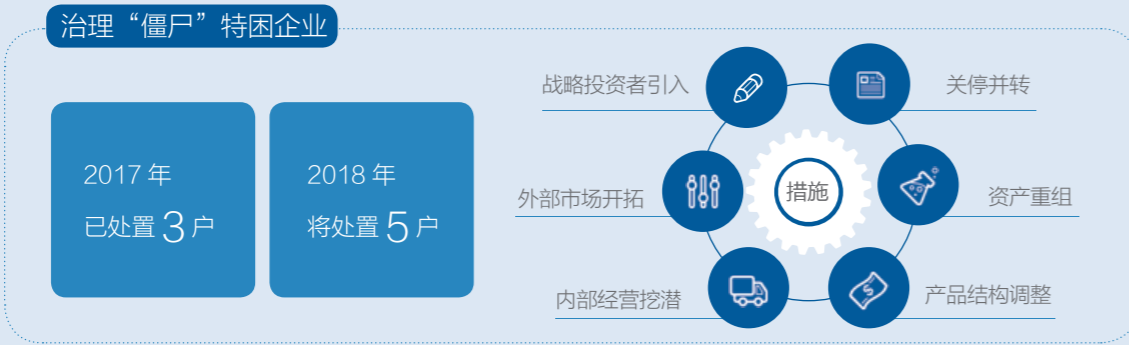 治理“僵尸”特困企业
2017 年
已处置 3 户
2018 年
将处置 5 户
措施
战略投资者引入
关停并转
外部市场开拓
资产重组
内部经营挖潜
产品结构调整